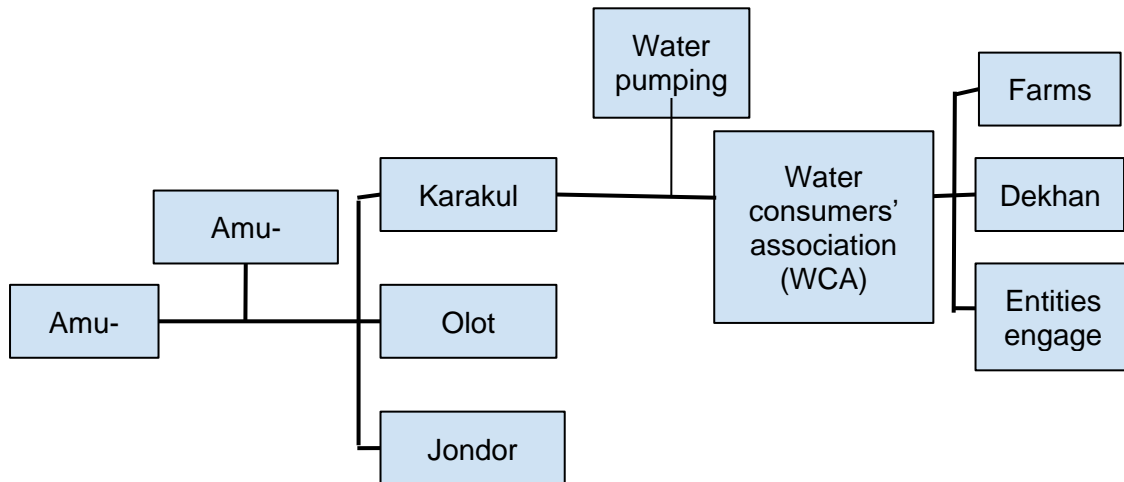 Amu-
Amu-
Karakul
Olot
Jondor
Water
pumping
Water
consumers’
association
(WCA)
Farms
Dekhan
Entities
engage